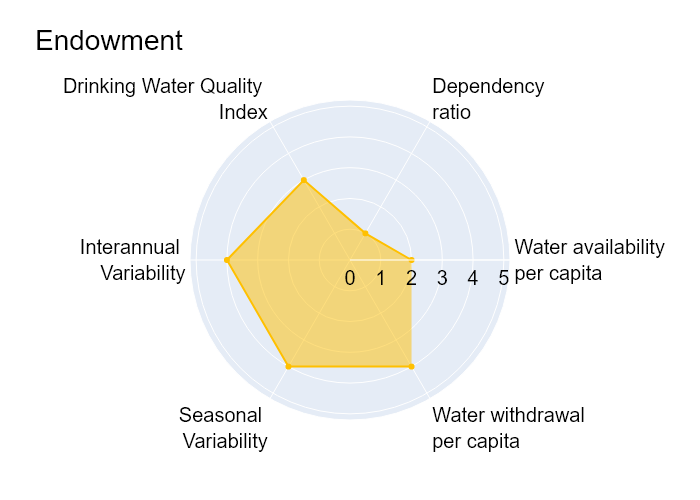 Endowment
Drinking Water Quality
Index
Dependency
ratio
Interannual
Variability
Water availability
per capita
0 1 2 3 4 5
Seasonal
Variability
Water withdrawal
per capita